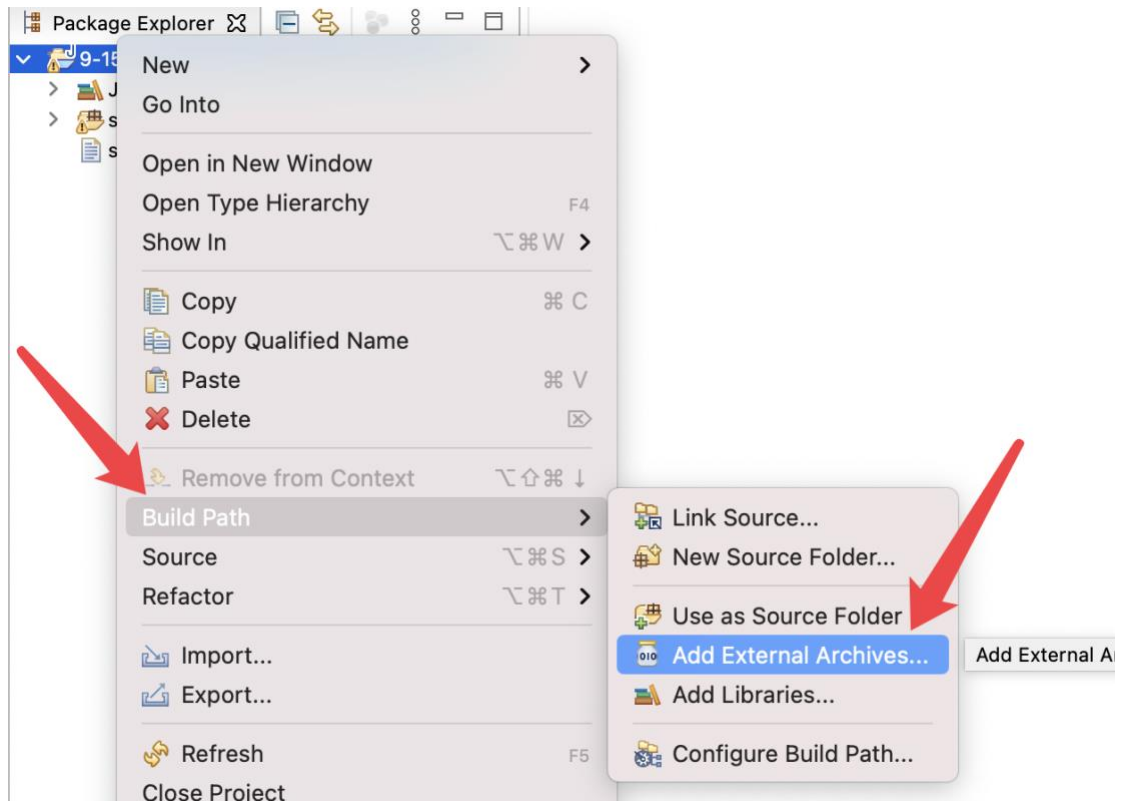 Package Explorer
9-15
New
J
Go Into
s
s
Open in New Window
Open Type Hierarchy F4
Show In ⌥⌘W
Copy ⌘ C
Copy Qualified Name
Paste ⌘ V
Delete ⌦
Remove from Context ⌥⇧⌘↓
Build Path
Source ⌥⌘S
Refactor ⌥⌘T
Import...
Export...
Refresh F5
Close Project
Link Source...
New Source Folder...
Use as Source Folder
Add External Archives...
Add External A
Add Libraries...
Configure Build Path...